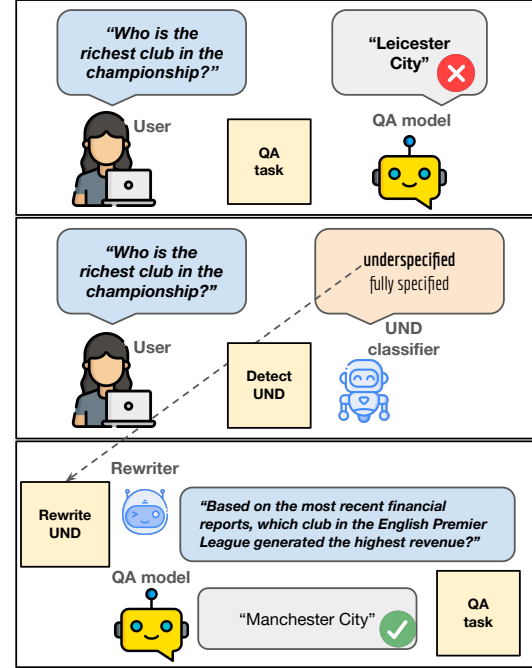 “Who is the
richest club in the
championship?”
“Leicester
City”
User
QA model
QA
task
“Who is the
richest club in the
championship?”
underspecified
fully specified
User
UND
classifier
Detect
UND
Rewriter
Rewrite
UND
“Based on the most recent financial
reports, which club in the English Premier
League generated the highest revenue?”
QA model
“Manchester City”
QA
task